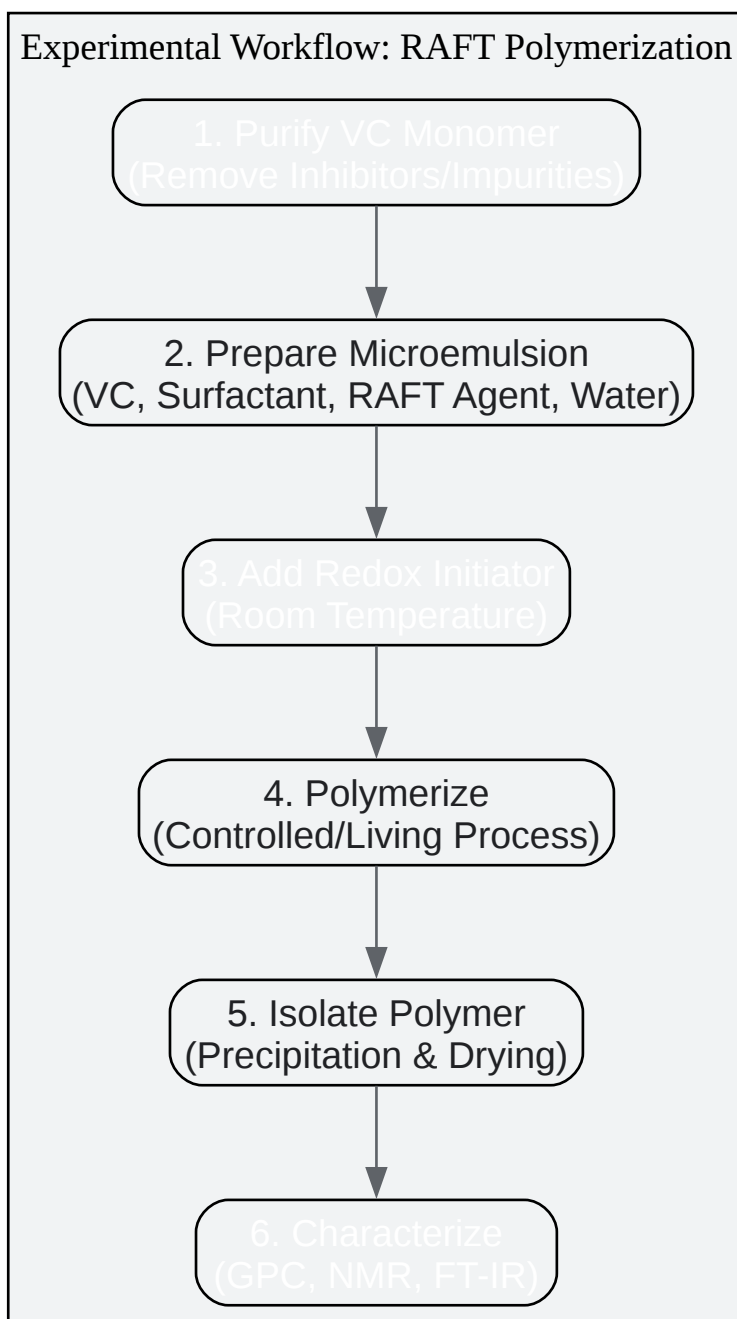 Experimental Workflow: RAFT Polymerization
1. Purify VC Monomer
(Remove Inhibitors/Impurities)
2. Prepare Microemulsion
(VC, Surfactant, RAFT Agent, Water)
3. Add Redox Initiator
(Room Temperature)
4. Polymerize
(Controlled/Living Process)
5. Isolate Polymer
(Precipitation & Drying)
6. Characterize
(GPC, NMR, FT-IR)